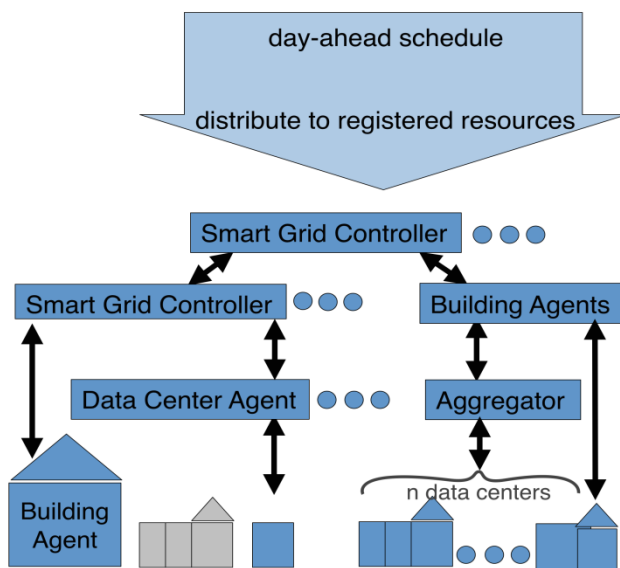 day-ahead schedule
distribute to registered resources
Smart Grid Controller
Smart Grid Controller
Building Agents
Data Center Agent
Aggregator
n data centers
Building
Agent